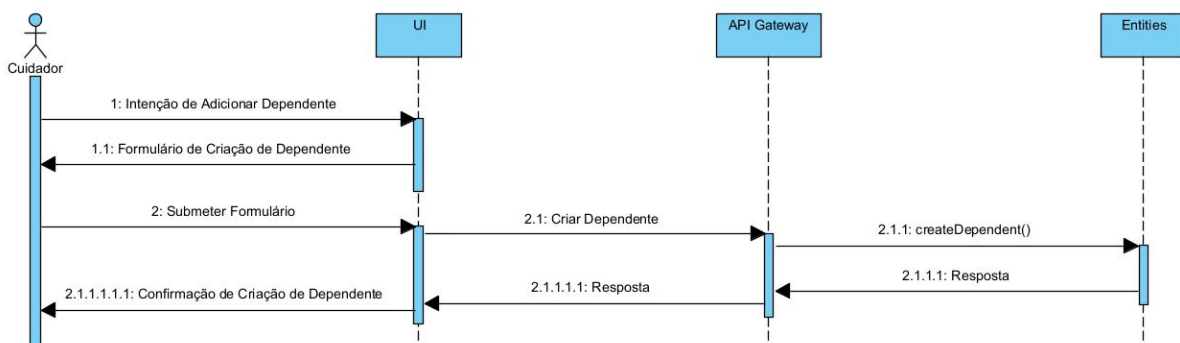 UI
API Gateway
Entities
Cuidador
1: Intenção de Adicionar Dependente
1.1: Formulário de Criação de Dependente
2: Submeter Formulário
2.1: Criar Dependente
2.1.1: createDependent()
2.1.1.1: Resposta
2.1.1.1.1: Resposta
2.1.1.1.1.1: Confirmação de Criação de Dependente